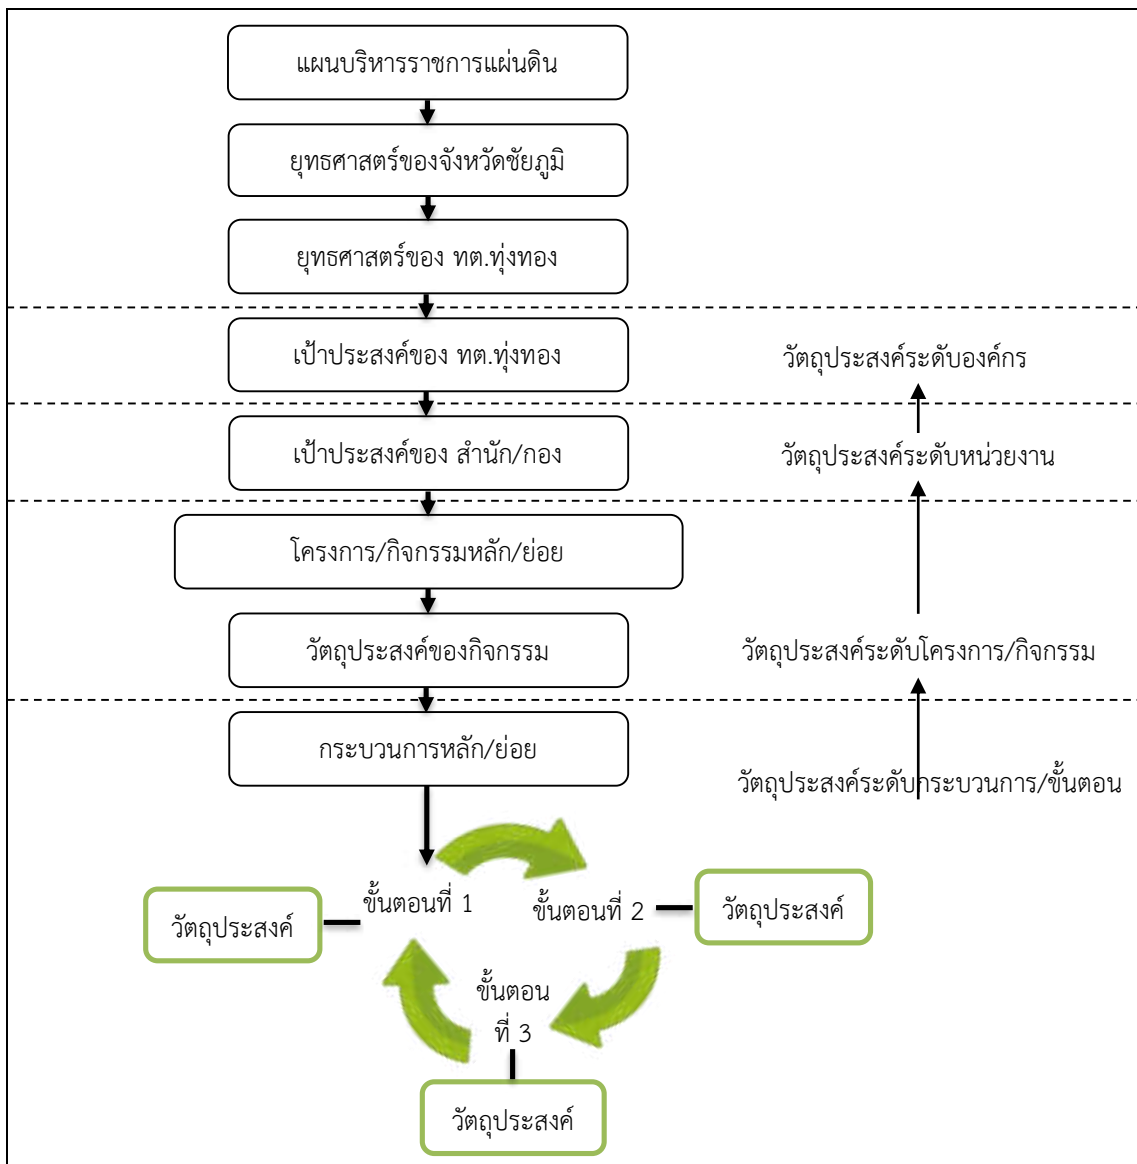 แผนบริหารราชการแผ่นดิน
ยุทธศาสตร์ของจังหวัดชัยภูมิ
ยุทธศาสตร์ของ ทต.ทุ่งทอง
เป้าประสงค์ของ ทต.ทุ่งทอง
วัตถุประสงค์ระดับองค์กร
เป้าประสงค์ของ สำนัก/กอง
วัตถุประสงค์ระดับหน่วยงาน
โครงการ/กิจกรรมหลัก/ย่อย
วัตถุประสงค์ของกิจกรรม
วัตถุประสงค์ระดับโครงการ/กิจกรรม
กระบวนการหลัก/ย่อย
วัตถุประสงค์ระดับกระบวนการ/ขั้นตอน
ขั้นตอนที่ 1
ขั้นตอนที่ 2
วัตถุประสงค์
วัตถุประสงค์
ขั้นตอน
ที่ 3
วัตถุประสงค์